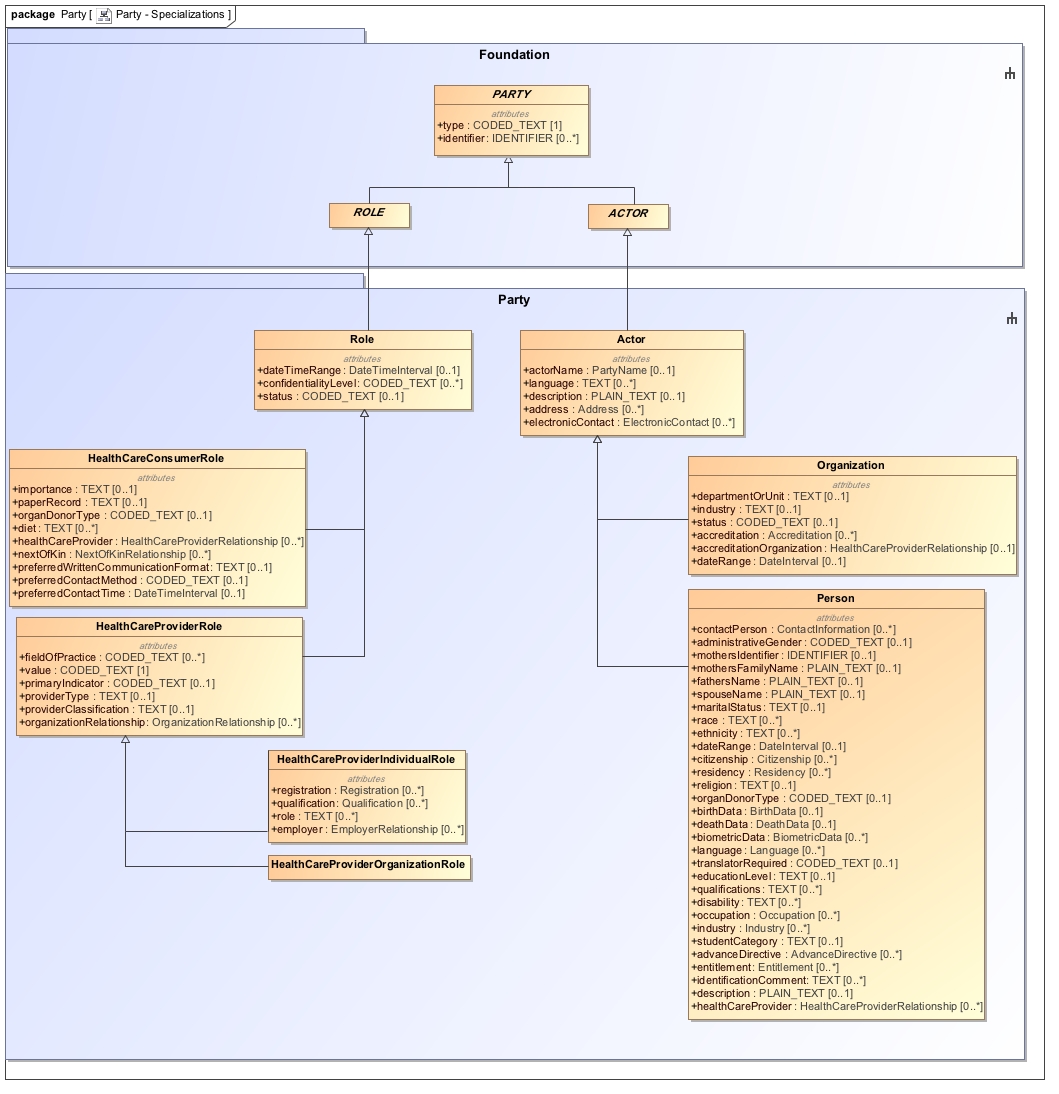 package Party [ Party - Specializations ]
Foundation
PARTY
attributes
+type : CODED_TEXT [1]
+identifier : IDENTIFIER [0..*]
ROLE
ACTOR
Party
Role
attributes
+dateTimeRange : DateTimeInterval [0..1]
+confidentialityLevel : CODED_TEXT [0..*]
+status : CODED_TEXT [0..1]
Actor
attributes
+actorName : PartyName [0..1]
+language : TEXT [0..*]
+description : PLAIN_TEXT [0..1]
+address : Address [0..*]
+electronicContact : ElectronicContact [0..*]
HealthCareConsumerRole
attributes
+importance : TEXT [0..1]
+paperRecord : TEXT [0..1]
+organDonorType : CODED_TEXT [0..1]
+diet : TEXT [0..*]
+healthCareProvider : HealthCareProviderRelationship [0..*]
+nextOfKin : NextOfKinRelationship [0..*]
+preferredWrittenCommunicationFormat : TEXT [0..1]
+preferredContactMethod : CODED_TEXT [0..1]
+preferredContactTime : DateTimeInterval [0..1]
Organization
attributes
+departmentOrUnit : TEXT [0..1]
+industry : TEXT [0..1]
+status : CODED_TEXT [0..1]
+accreditation : Accreditation [0..*]
+accreditationOrganization : HealthCareProviderRelationship [0..1]
+dateRange : DateInterval [0..1]
HealthCareProviderRole
attributes
+fieldOfPractice : CODED_TEXT [0..*]
+value : CODED_TEXT [1]
+primaryIndicator : CODED_TEXT [0..1]
+providerType : TEXT [0..1]
+providerClassification : TEXT [0..1]
+organizationRelationship : OrganizationRelationship [0..*]
Person
attributes
+contactPerson : ContactInformation [0..*]
+administrativeGender : CODED_TEXT [0..1]
+mothersIdentifier : IDENTIFIER [0..1]
+mothersFamilyName : PLAIN_TEXT [0..1]
+fathersName : PLAIN_TEXT [0..1]
+spouseName : PLAIN_TEXT [0..1]
+maritalStatus : TEXT [0..1]
+race : TEXT [0..*]
+ethnicity : TEXT [0..*]
+dateRange : DateInterval [0..1]
+citizenship : Citizenship [0..*]
+residency : Residency [0..*]
+religion : TEXT [0..1]
+organDonorType : CODED_TEXT [0..1]
+birthData : BirthData [0..1]
+deathData : DeathData [0..1]
+biometricData : BiometricData [0..*]
+language : Language [0..*]
+translatorRequired : CODED_TEXT [0..1]
+educationLevel : TEXT [0..1]
+qualifications : TEXT [0..*]
+disability : TEXT [0..*]
+occupation : Occupation [0..*]
+industry : Industry [0..*]
+studentCategory : TEXT [0..1]
+advanceDirective : AdvanceDirective [0..*]
+entitlement : Entitlement [0..*]
+identificationComment : TEXT [0..*]
+description : PLAIN_TEXT [0..1]
+healthCareProvider : HealthCareProviderRelationship [0..*]
HealthCareProviderIndividualRole
attributes
+registration : Registration [0..*]
+qualification : Qualification [0..*]
+role : TEXT [0..*]
+employer : EmployerRelationship [0..*]
HealthCareProviderOrganizationRole